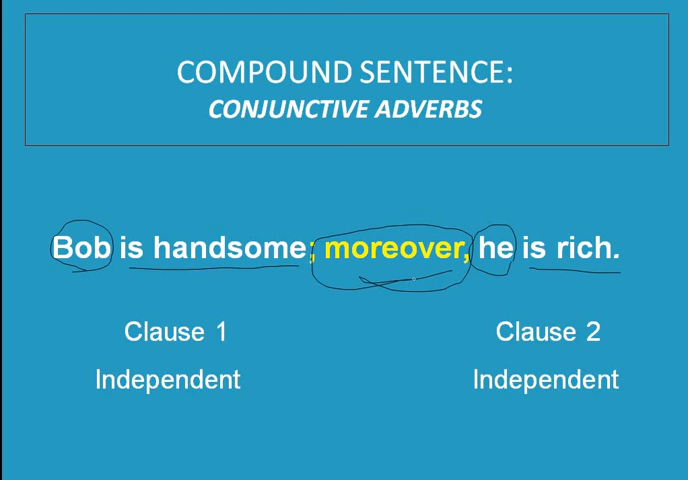 COMPOUND SENTENCE:
CONJUNCTIVE ADVERBS
Bob is handsome; moreover, he is rich.
Clause 1 Clause 2
Independent Independent